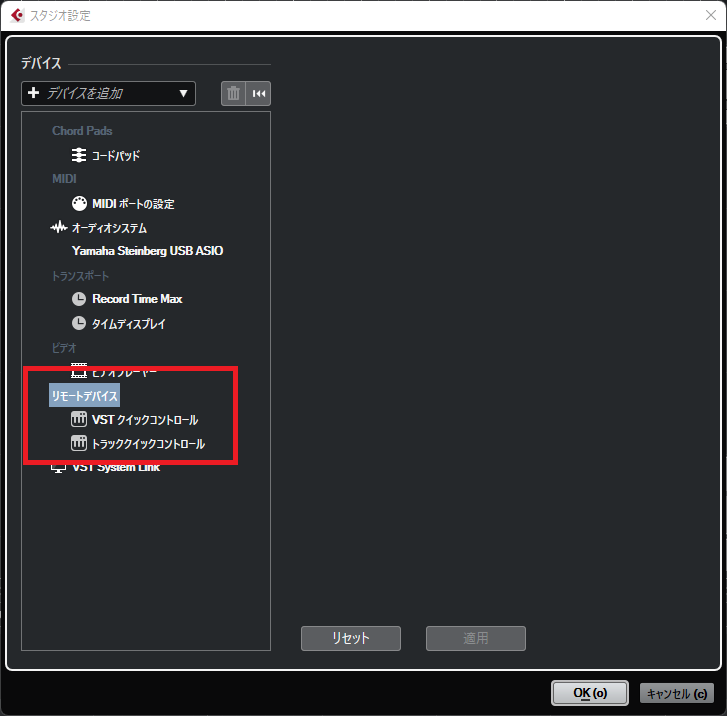 スタジオ設定
デバイス
デバイスを追加
Chord Pads
コードパッド
MIDI
MIDI ポートの設定
オーディオシステム
Yamaha Steinberg USB ASIO
トランスポート
Record Time Max
タイムディスプレイ
ビデオ
ビデオプレーヤー
リモートデバイス
VST クイックコントロール
トラッククイックコントロール
VST System Link
リセット
適用
OK (o)
キャンセル (c)